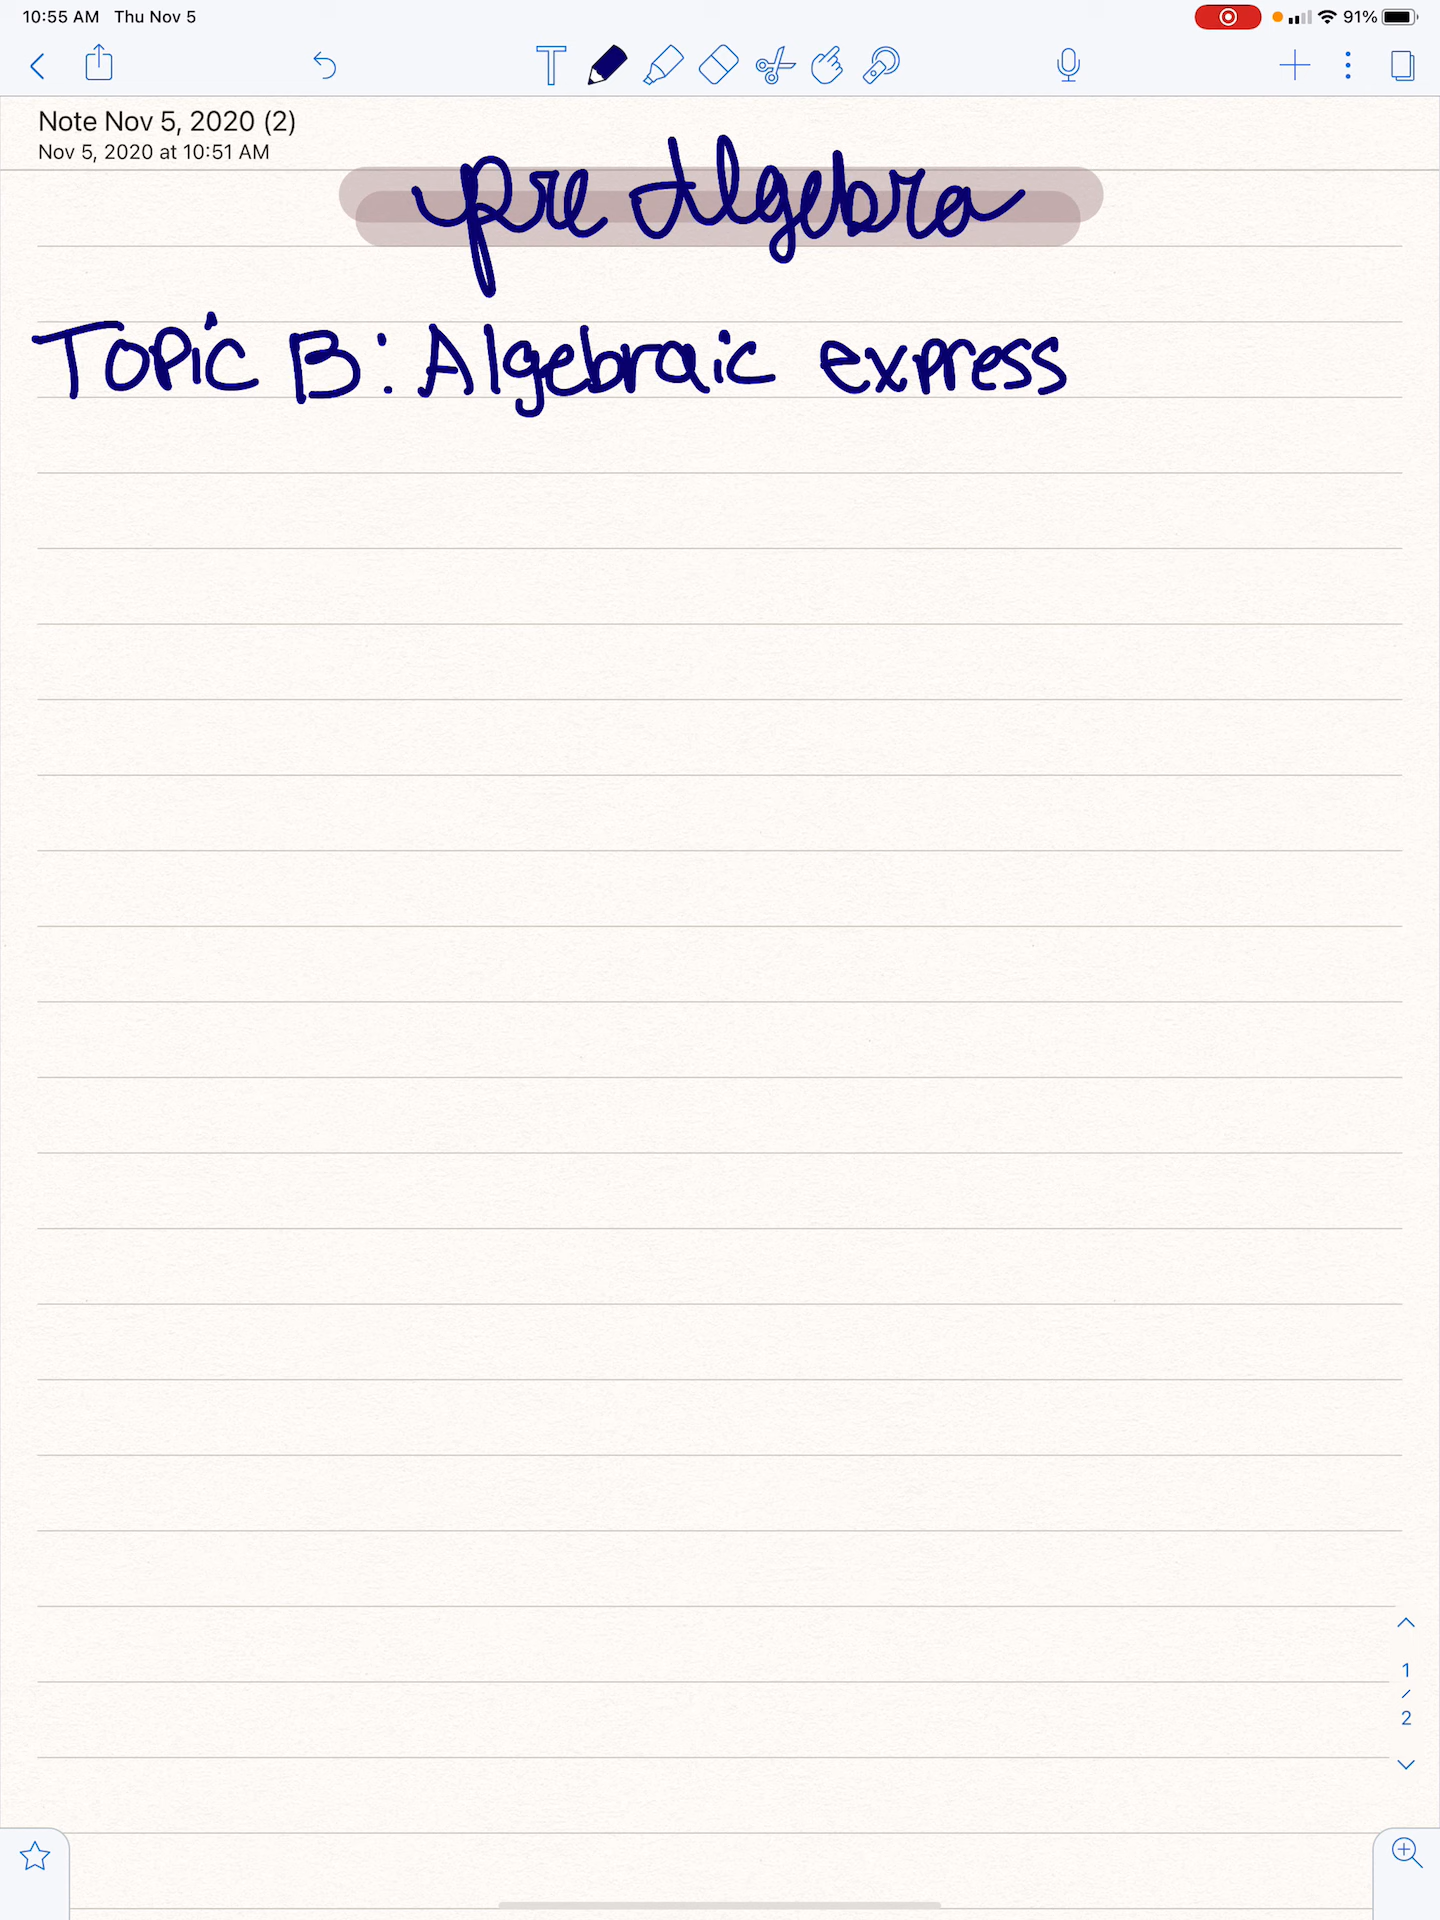 10:55 AM Thu Nov 5 91%
Note Nov 5, 2020 (2)
Nov 5, 2020 at 10:51 AM
pre Algebra
Topic B: Algebraic express
1
/
2